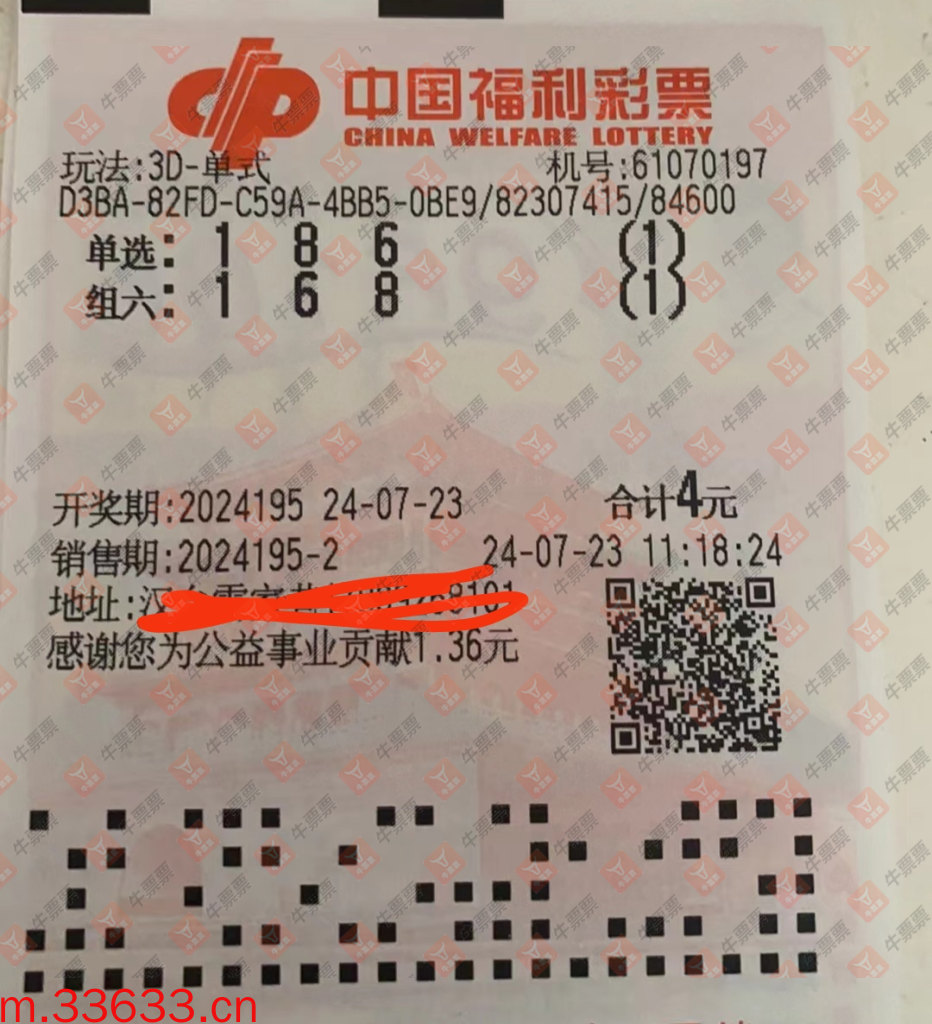 中国福利彩票
CHINA WELFARE LOTTERY
玩法:3D-单式 机号:61070197
D3BA-82FD-C59A-4BB5-0BE9/82307415/84600
单选: 1 8 6 (1)
组六: 1 6 8 (1)
开奖期:2024195 24-07-23 合计4元
销售期:2024195-2 24-07-23 11:18:24
地址:汉
感谢您为公益事业贡献1.36元
牛票票
m.33633.cn